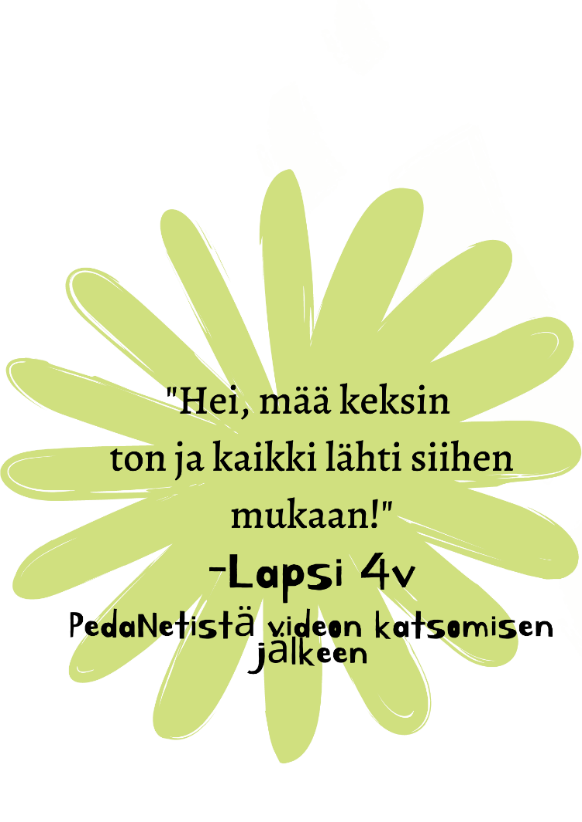 "Hei, mää keksin
ton ja kaikki lähti siihen
mukaan!"
-Lapsi 4v
PedaNetistä videon katsomisen
jälkeen